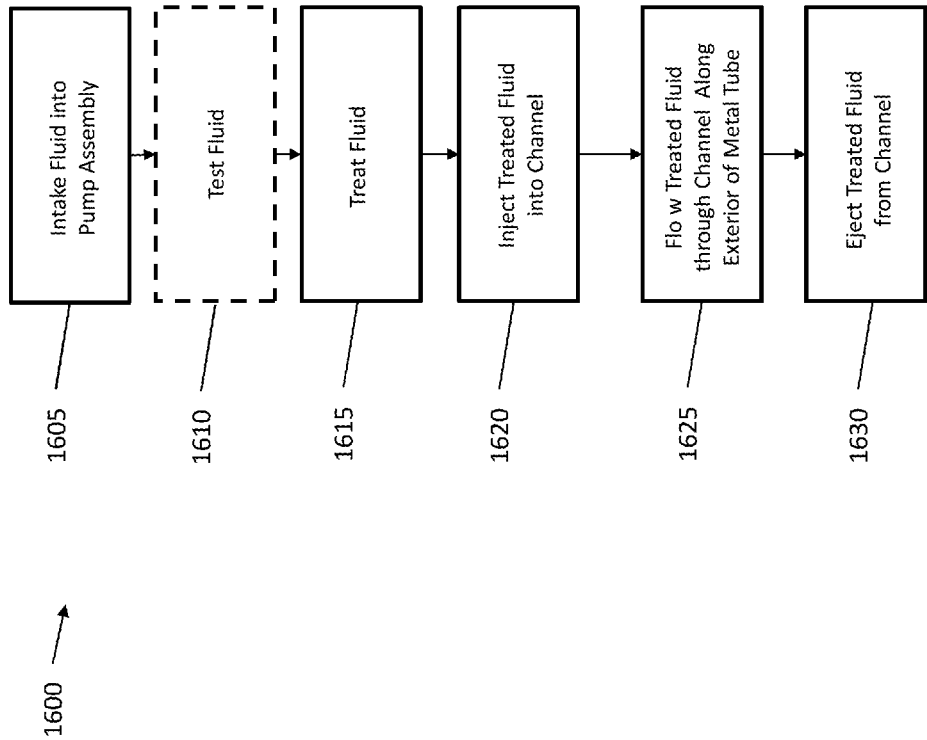 1600
1605
Intake Fluid into
Pump Assembly
1610
Test Fluid
1615
Treat Fluid
1620
Inject Treated Fluid
into Channel
1625
Flo w Treated Fluid
through Channel Along
Exterior of Metal Tube
1630
Eject Treated Fluid
from Channel